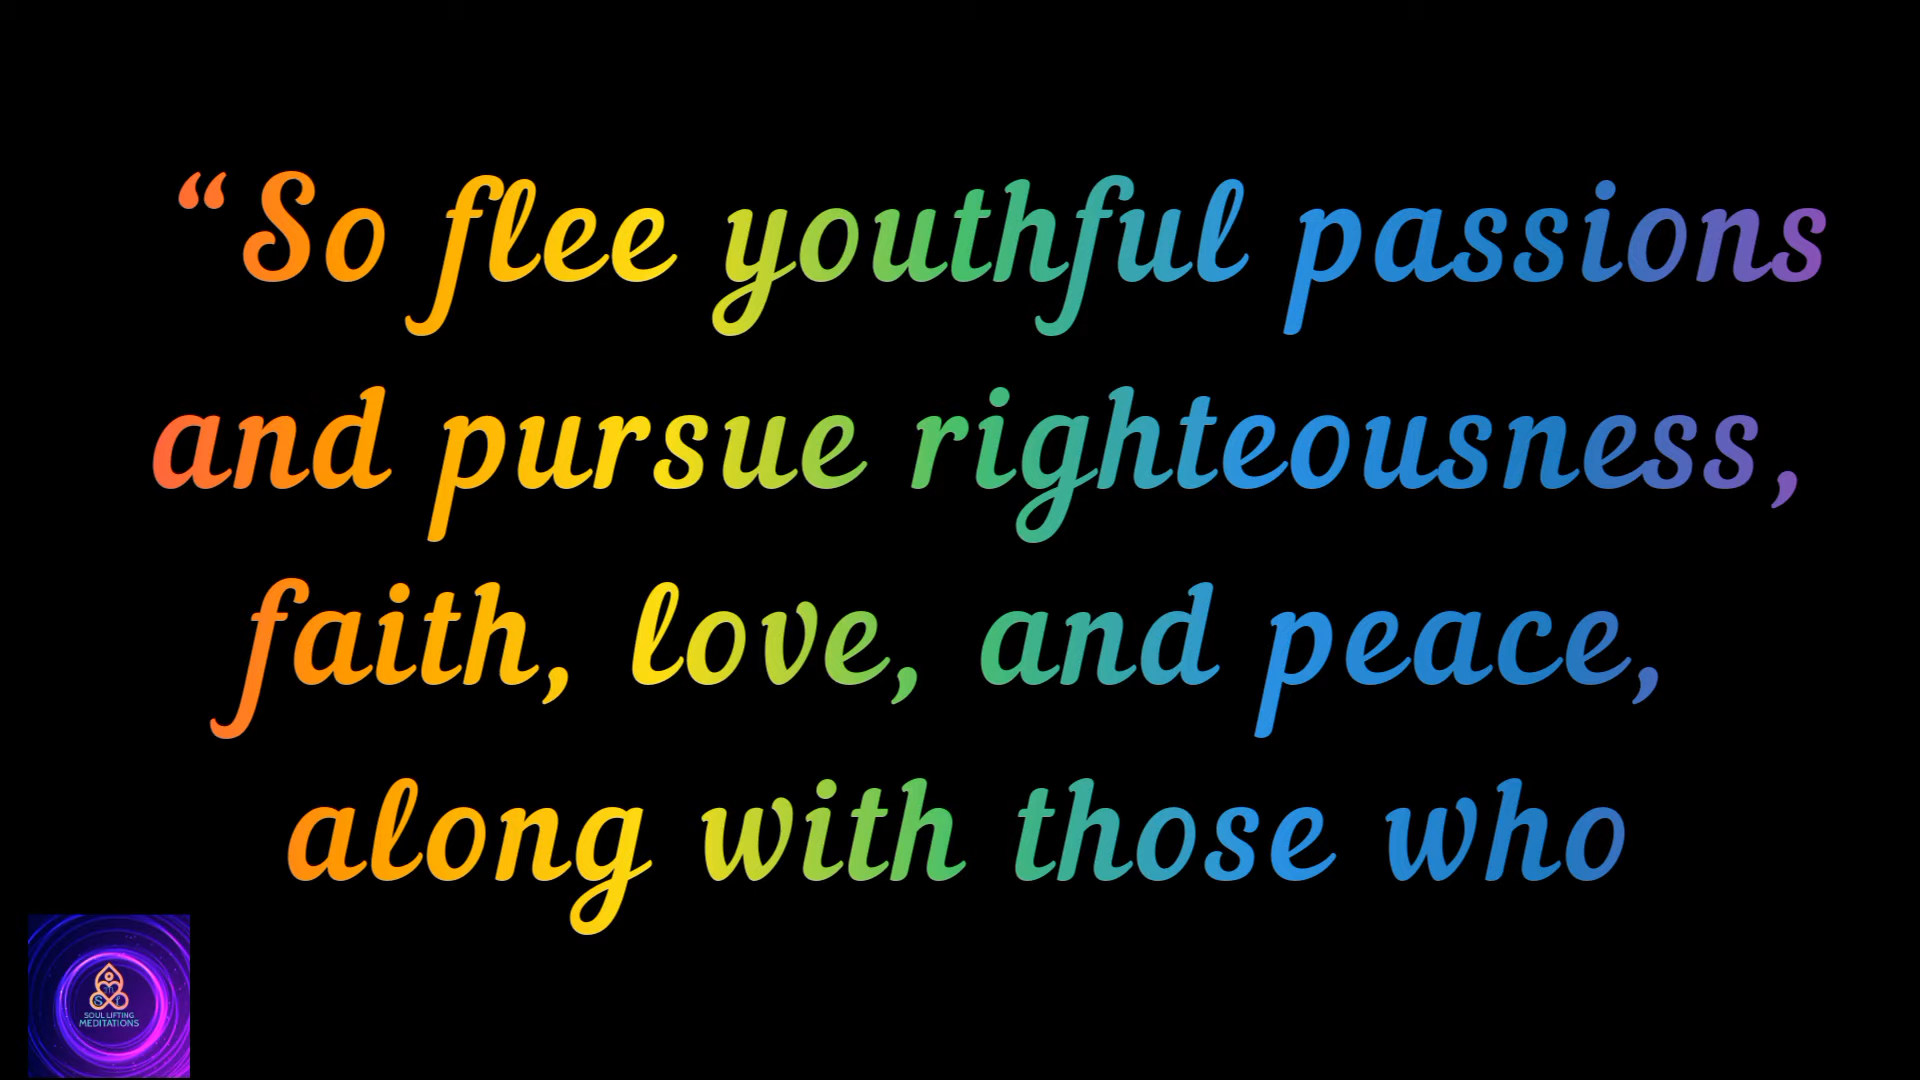 “So flee youthful passions
and pursue righteousness,
faith, love, and peace,
along with those who
SOUL LIFTING
MEDITATIONS